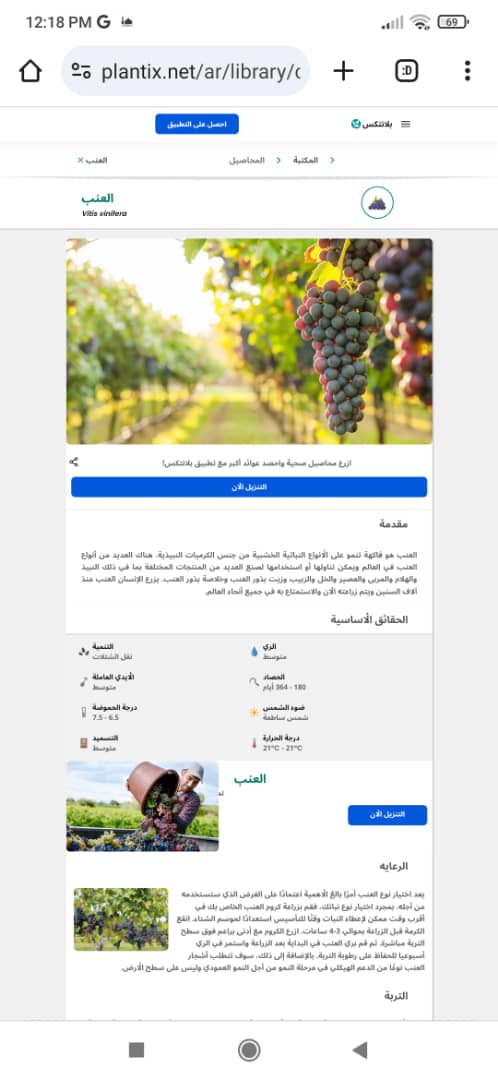 12:18 PM G
69
plantix.net/ar/library/c
:D
احصل على التطبيق
بلانتكس
المكتبة
المحاصيل
العنب
العنب
Vitis vinifera
ازرع محاصيل صحية واحصد عوائد أكبر مع تطبيق بلانتكس!
التنزيل الآن
مقدمة
العنب هو فاكهة تنمو على الأنواع النباتية الخشبية من جنس الكرميات النبيذية. هناك العديد من أنواع
العنب في العالم ويمكن تناولها أو استخدامها لصنع العديد من المنتجات المختلفة بما في ذلك النبيذ
والهلام والمربى والعصير والخل والزبيب وزيت بذور العنب وخلاصة بذور العنب. يزرع الإنسان العنب منذ
آلاف السنين ويتم زراعته الآن والاستمتاع به في جميع أنحاء العالم.
الحقائق الأساسية
الري
متوسط
التنمية
نقل الشتلات
الحصاد
180 - 364 أيام
الأيدي العاملة
متوسط
ضوء الشمس
شمس ساطعة
درجة الحموضة
6.5 - 7.5
درجة الحرارة
21°C - 21°C
التسميد
متوسط
العنب
التنزيل الآن
الرعايه
يعد اختيار نوع العنب أمرًا بالغ الأهمية اعتمادًا على الغرض الذي ستستخدمه
من أجله. بمجرد اختيار نوع نباتك، فقم بزراعة كروم العنب الخاص بك في
أقرب وقت ممكن لإعطاء النبات وقتًا للتأسيس استعدادًا لموسم الشتاء. انقع
الكرمة قبل الزراعة بحوالي 3-4 ساعات. ازرع الكروم مع أدنى براعم فوق سطح
التربة مباشرة. ثم قم بري العنب في البداية بعد الزراعة واستمر في الري
أسبوعيا للحفاظ على رطوبة التربة. بالإضافة إلى ذلك، سوف تتطلب أشجار
العنب نوعًا من الدعم الهيكلي في مرحلة النمو من أجل النمو العمودي وليس على سطح الأرض.
التربة